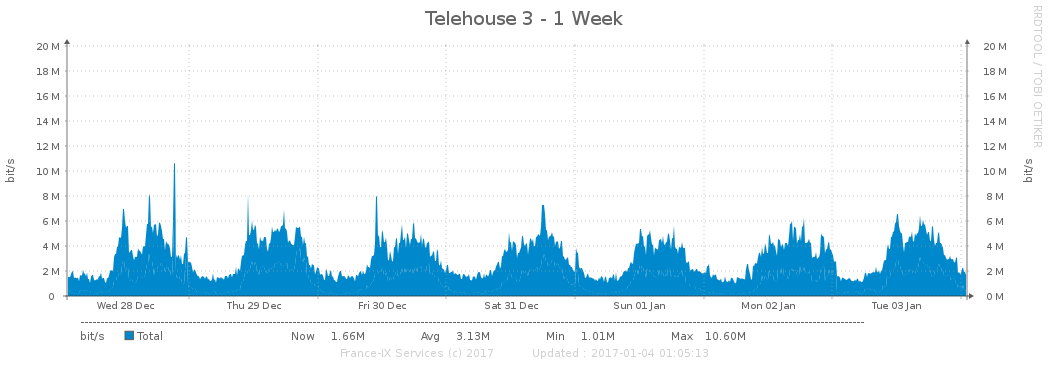 Telehouse 3 - 1 Week
RRDTOOL / TOBI OETIKER
bit/s
20 M 20 M
18 M 18 M
16 M 16 M
14 M 14 M
12 M 12 M
10 M 10 M
8 M 8 M
6 M 6 M
4 M 4 M
2 M 2 M
0 0 M
bit/s
Wed 28 Dec Thu 29 Dec Fri 30 Dec Sat 31 Dec Sun 01 Jan Mon 02 Jan Tue 03 Jan
bit/s Total Now 1.66M Avg 3.13M Min 1.01M Max 10.60M
France-IX Services (c) 2017 Updated : 2017-01-04 01:05:13